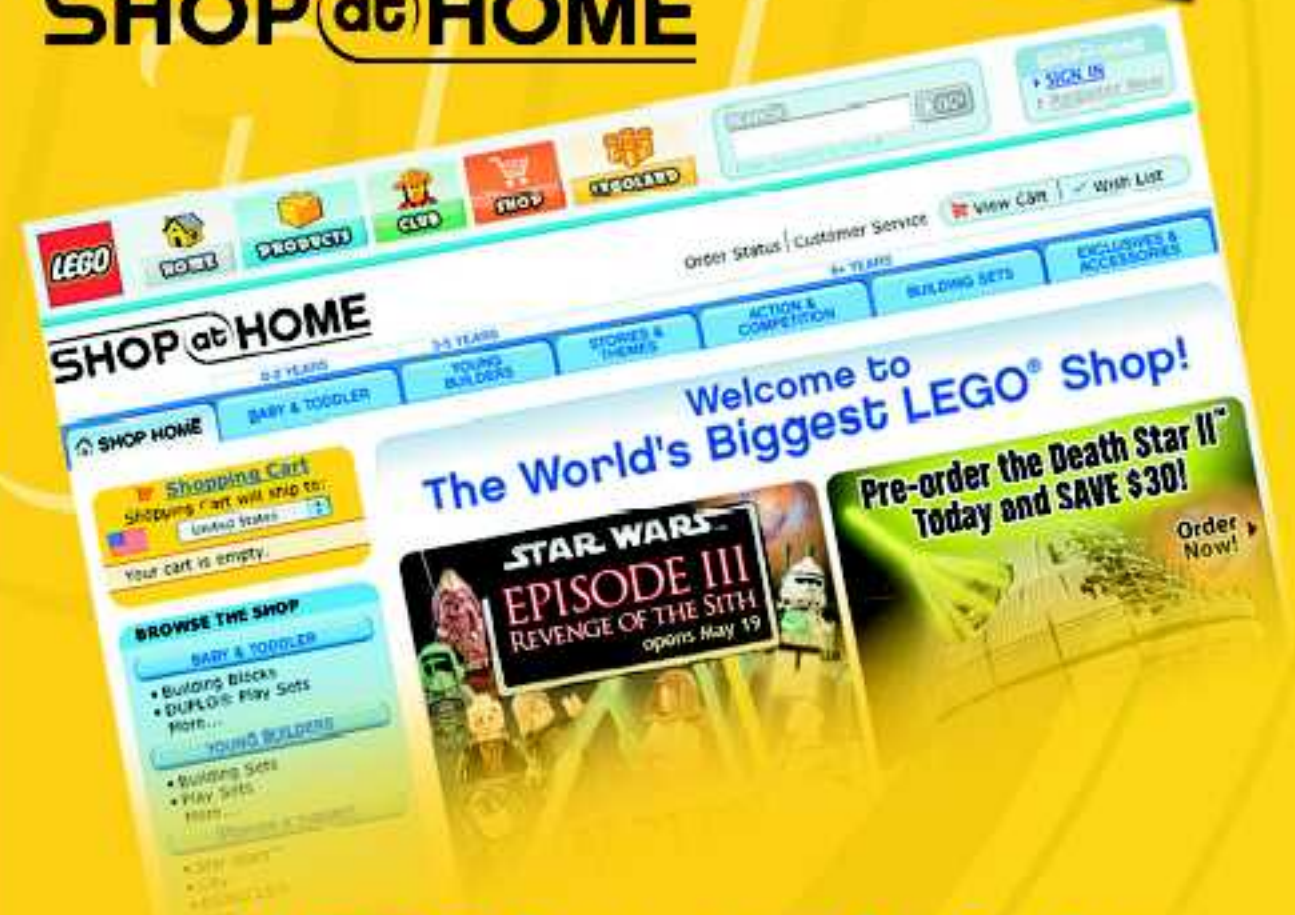 SHOP at HOME
SIGN IN
LEGO
HOME
PRODUCTS
CLUB
SHOP
LEGOLAND
Order Status | Customer Service
View Cart | Wish List
SHOP at HOME
0-2 YEARS
3-5 YEARS
6+ YEARS
SHOP HOME
BABY & TODDLER
YOUNG BUILDERS
STORIES & THEMES
ACTION & COMPETITION
BUILDING SETS
EXCLUSIVES & ACCESSORIES
Shopping Cart
Shopping Cart will ship to:
United States
Your cart is empty.
Welcome to
The World's Biggest LEGO® Shop!
STAR WARS™
EPISODE III
REVENGE OF THE SITH
opens May 19
Pre-order the Death Star II™
Today and SAVE $30!
Order
Now!
BROWSE THE SHOP
BABY & TODDLER
• Building Blocks
• DUPLO® Play Sets
More...
YOUNG BUILDERS
• Building Sets
• Play Sets
More...